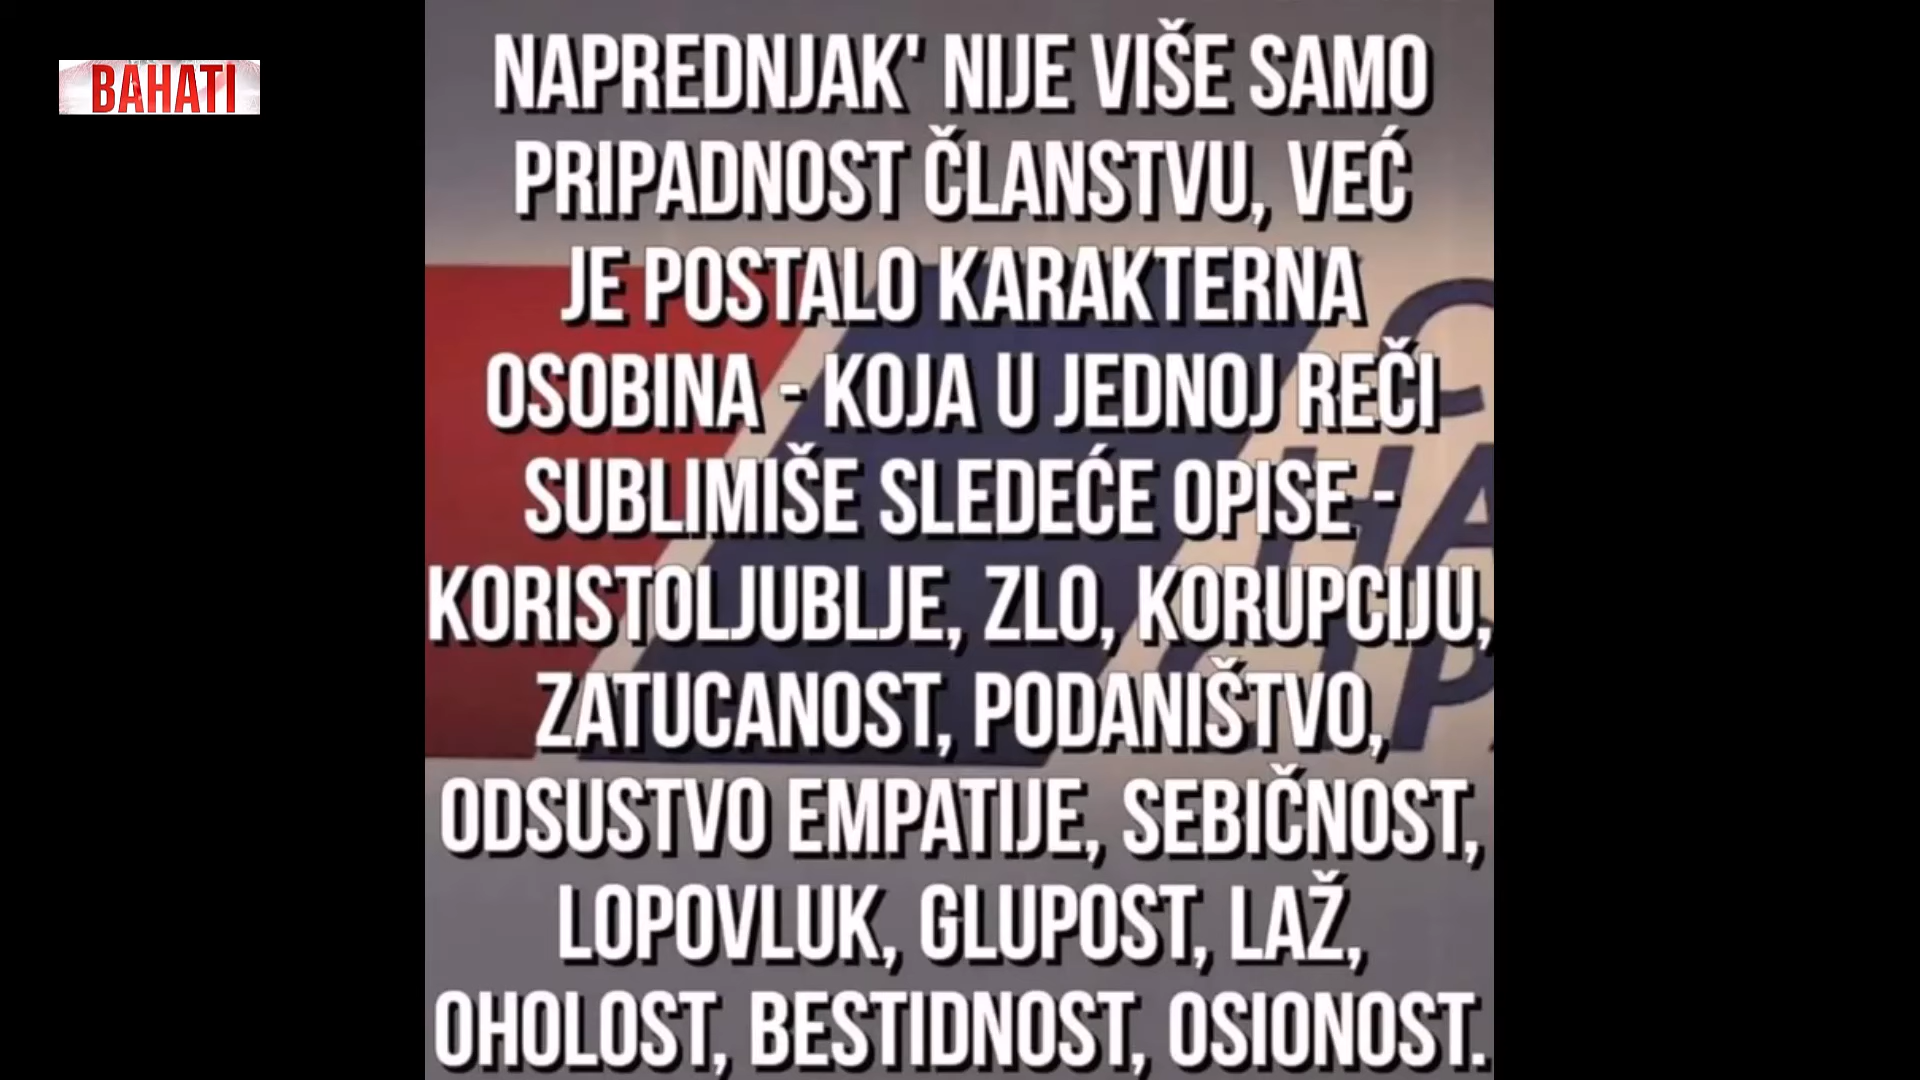 BAHATI
NAPREDNJAK' NIJE VIŠE SAMO
PRIPADNOST ČLANSTVU, VEĆ
JE POSTALO KARAKTERNA
OSOBINA - KOJA U JEDNOJ REČI
SUBLIMIŠE SLEDEĆE OPISE -
KORISTOLJUBLJE, ZLO, KORUPCIJU,
ZATUCANOST, PODANIŠTVO,
ODSUSTVO EMPATIJE, SEBIČNOST,
LOPOVLUK, GLUPOST, LAŽ,
OHOLOST, BESTIDNOST, OSIONOST.